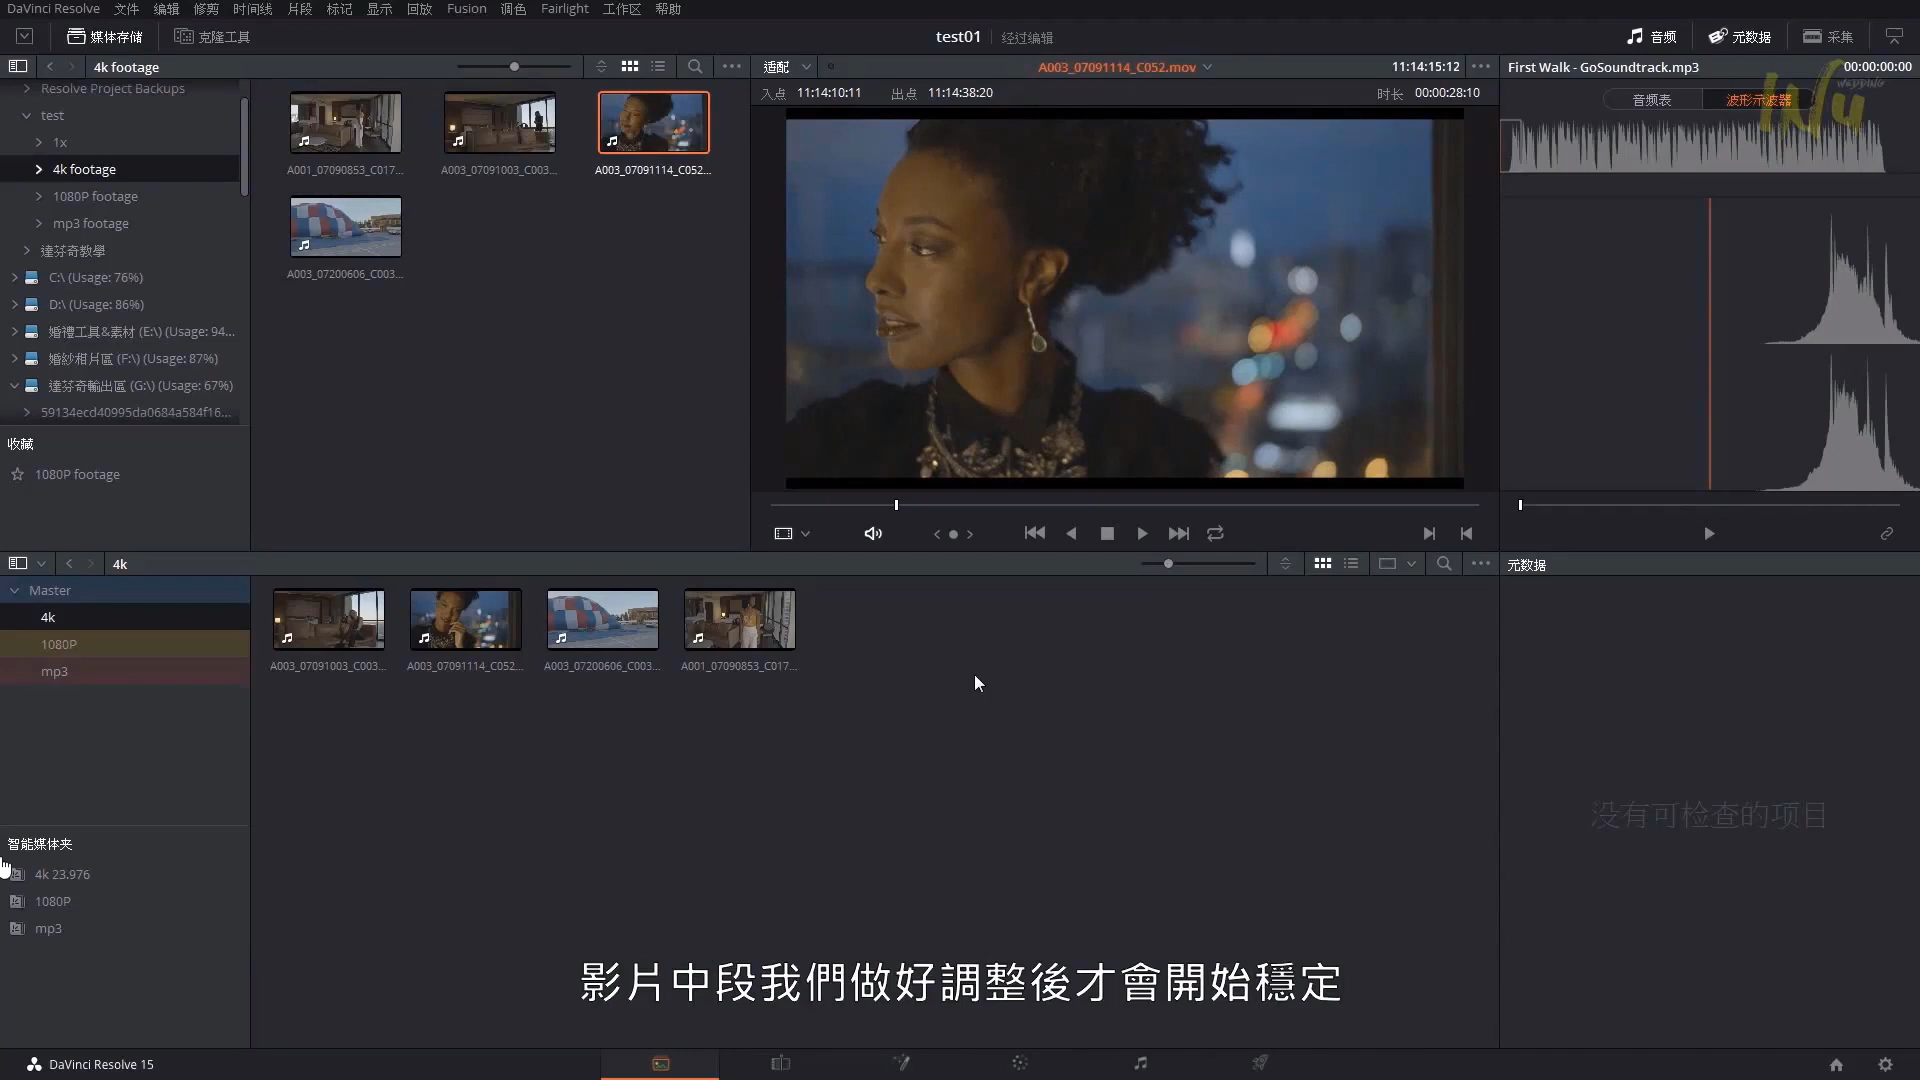 DaVinci Resolve 文件 编辑 修剪 时间线 片段 标记 显示 回放 Fusion 调色 Fairlight 工作区 帮助
媒体存储 克隆工具 test01 经过编辑 音频 元数据 采集
4k footage 适配 A003_07091114_C052.mov 11:14:15:12 First Walk - GoSoundtrack.mp3 00:00:00:00
入点 11:14:10:11 出点 11:14:38:20 时长 00:00:28:10
音频表 波形示波器
WEDDING
Resolve Project Backups
test
1x
4k footage
1080P footage
mp3 footage
達芬奇教學
C:\ (Usage: 76%)
D:\ (Usage: 86%)
婚禮工具&素材 (E:\) (Usage: 94...
婚紗相片區 (F:\) (Usage: 87%)
達芬奇輸出區 (G:\) (Usage: 67%)
59134ecd40995da0684a584f16...
收藏
1080P footage
A001_07090853_C017... A003_07091003_C003... A003_07091114_C052...
A003_07200606_C003...
4k 元数据
Master
4k
1080P
mp3
A003_07091003_C003... A003_07091114_C052... A003_07200606_C003... A001_07090853_C017...
没有可检查的项目
智能媒体夹
4k 23.976
1080P
mp3
影片中段我們做好調整後才會開始穩定
DaVinci Resolve 15